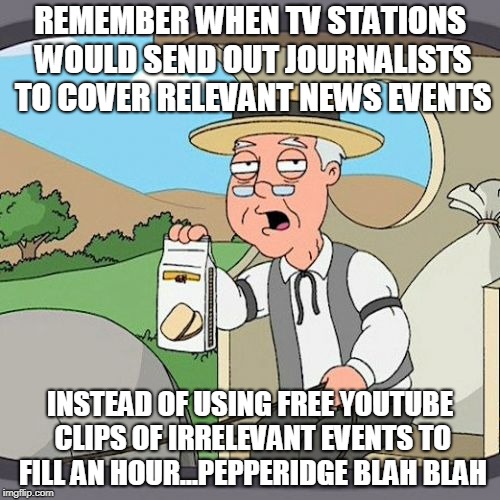 REMEMBER WHEN TV STATIONS
WOULD SEND OUT JOURNALISTS
TO COVER RELEVANT NEWS EVENTS
INSTEAD OF USING FREE YOUTUBE
CLIPS OF IRRELEVANT EVENTS TO
FILL AN HOUR...PEPPERIDGE BLAH BLAH
imgflip.com